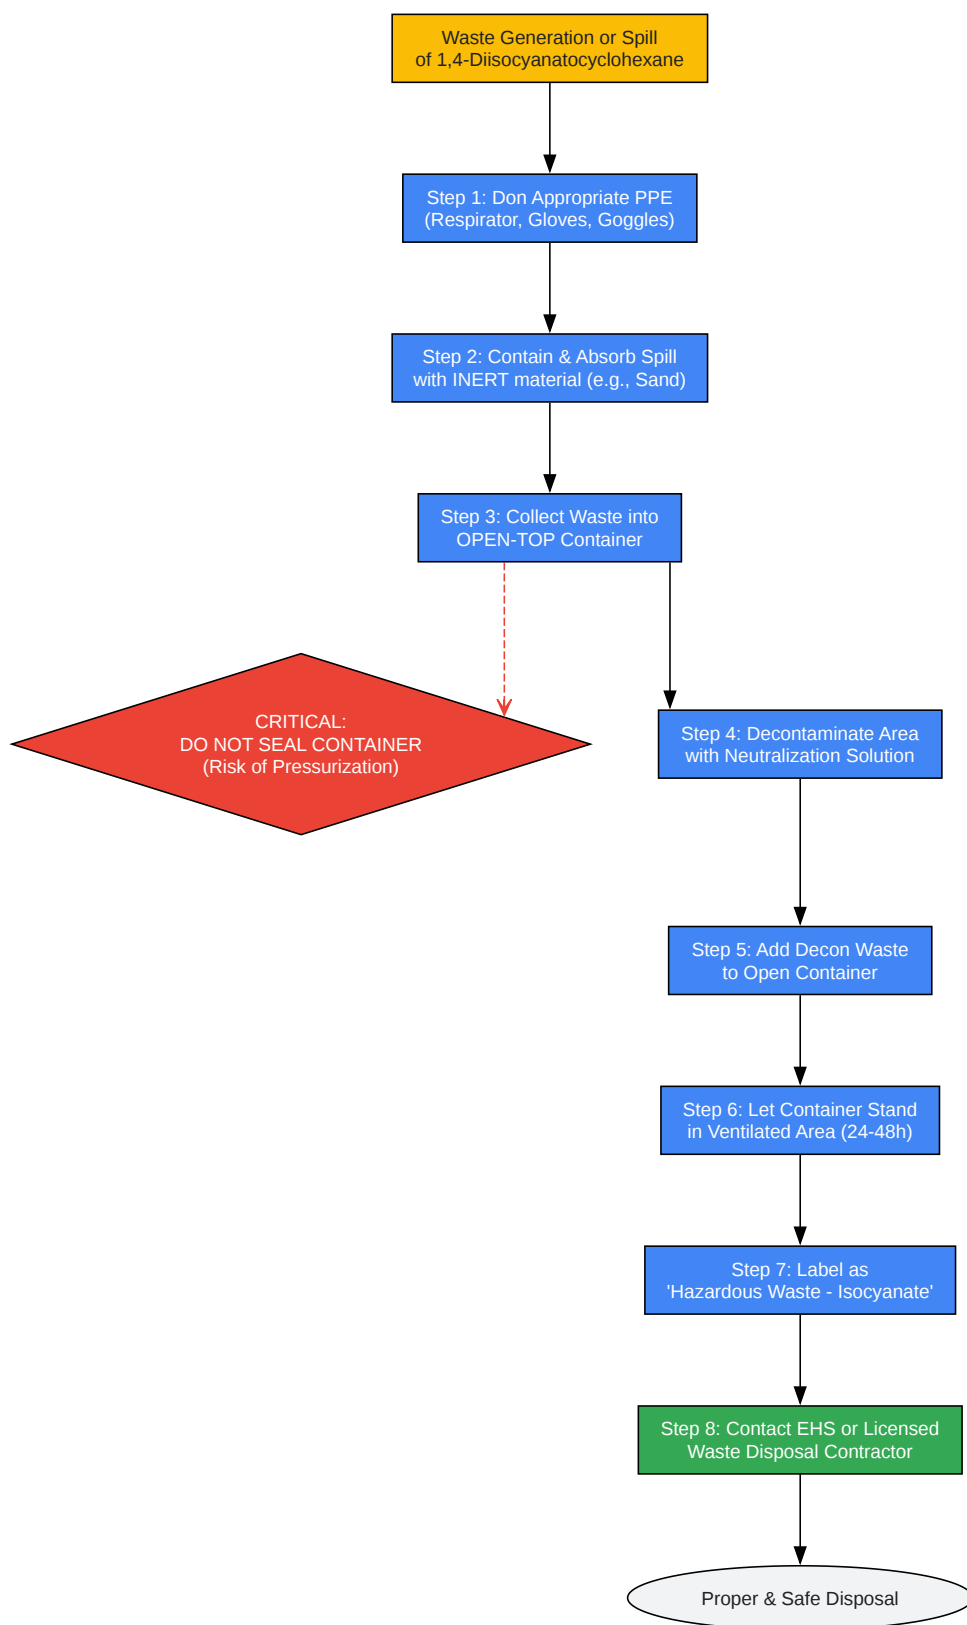 Waste Generation or Spill
of 1,4-Diisocyanatocyclohexane
Step 1: Don Appropriate PPE
(Respirator, Gloves, Goggles)
Step 2: Contain & Absorb Spill
with INERT material (e.g., Sand)
Step 3: Collect Waste into
OPEN-TOP Container
CRITICAL:
DO NOT SEAL CONTAINER
(Risk of Pressurization)
Step 4: Decontaminate Area
with Neutralization Solution
Step 5: Add Decon Waste
to Open Container
Step 6: Let Container Stand
in Ventilated Area (24-48h)
Step 7: Label as
'Hazardous Waste - Isocyanate'
Step 8: Contact EHS or Licensed
Waste Disposal Contractor
Proper & Safe Disposal